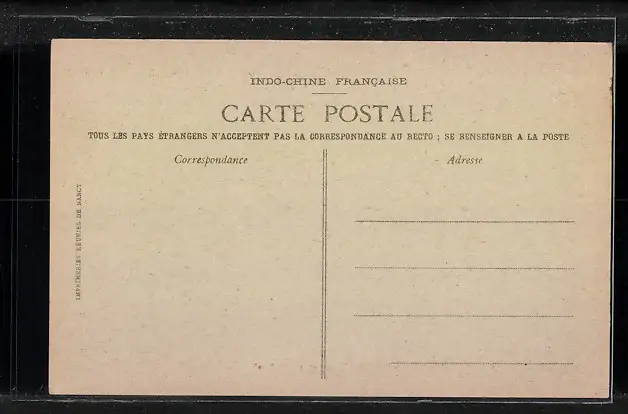 INDO-CHINE FRANÇAISE
CARTE POSTALE
TOUS LES PAYS ÉTRANGERS N'ACCEPTENT PAS LA CORRESPONDANCE AU RECTO ; SE RENSEIGNER A LA POSTE
Correspondance
Adresse
IMPRIMERIES RÉUNIES DE NANCY